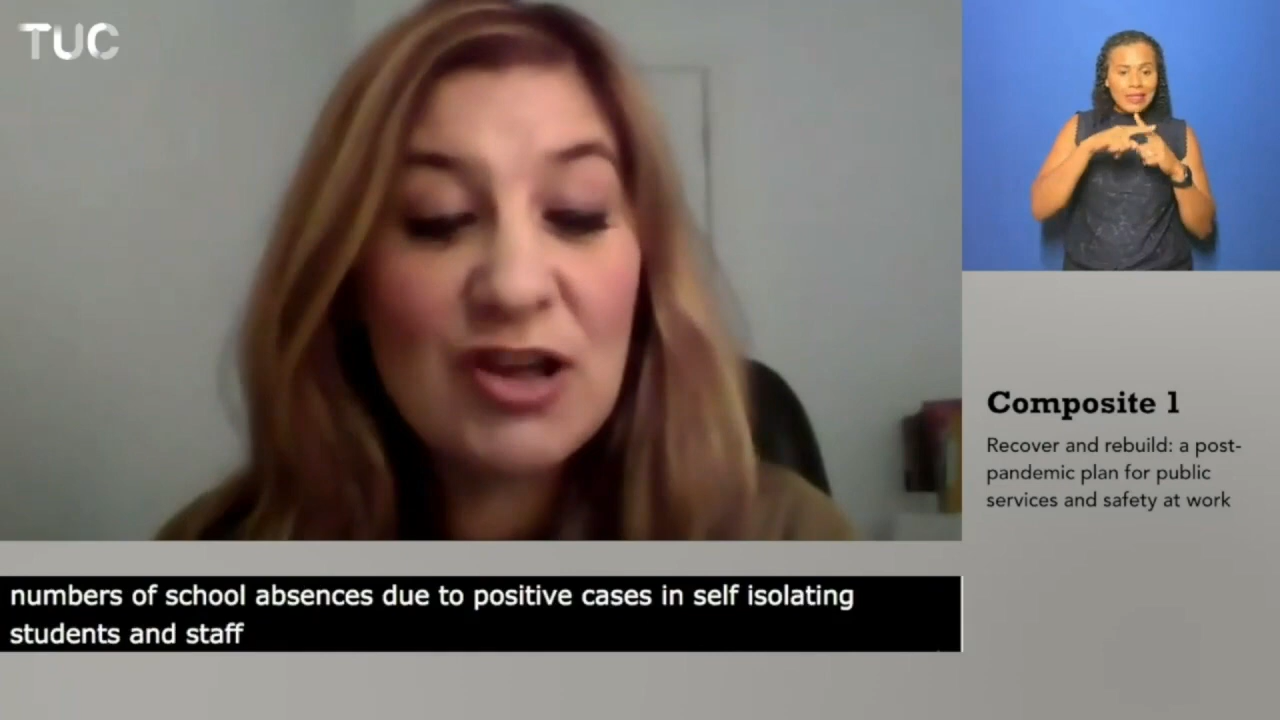 TUC
Composite 1
Recover and rebuild: a post-
pandemic plan for public
services and safety at work
numbers of school absences due to positive cases in self isolating
students and staff